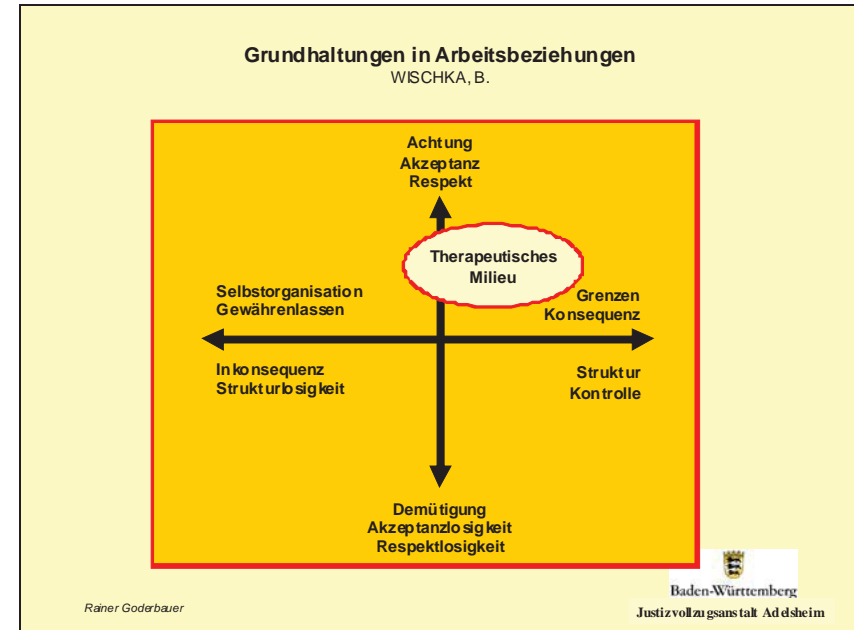 Grundhaltungen in Arbeitsbeziehungen
WISCHKA, B.
Achtung
Akzeptanz
Respekt
Therapeutisches
Milieu
Selbstorganisation
Gewährenlassen
Grenzen
Konsequenz
Inkonsequenz
Strukturlosigkeit
Struktur
Kontrolle
Demütigung
Akzeptanzlosigkeit
Respektlosigkeit
Baden-Württemberg
Rainer Goderbauer
Justizvollzugsanstalt Adelsheim